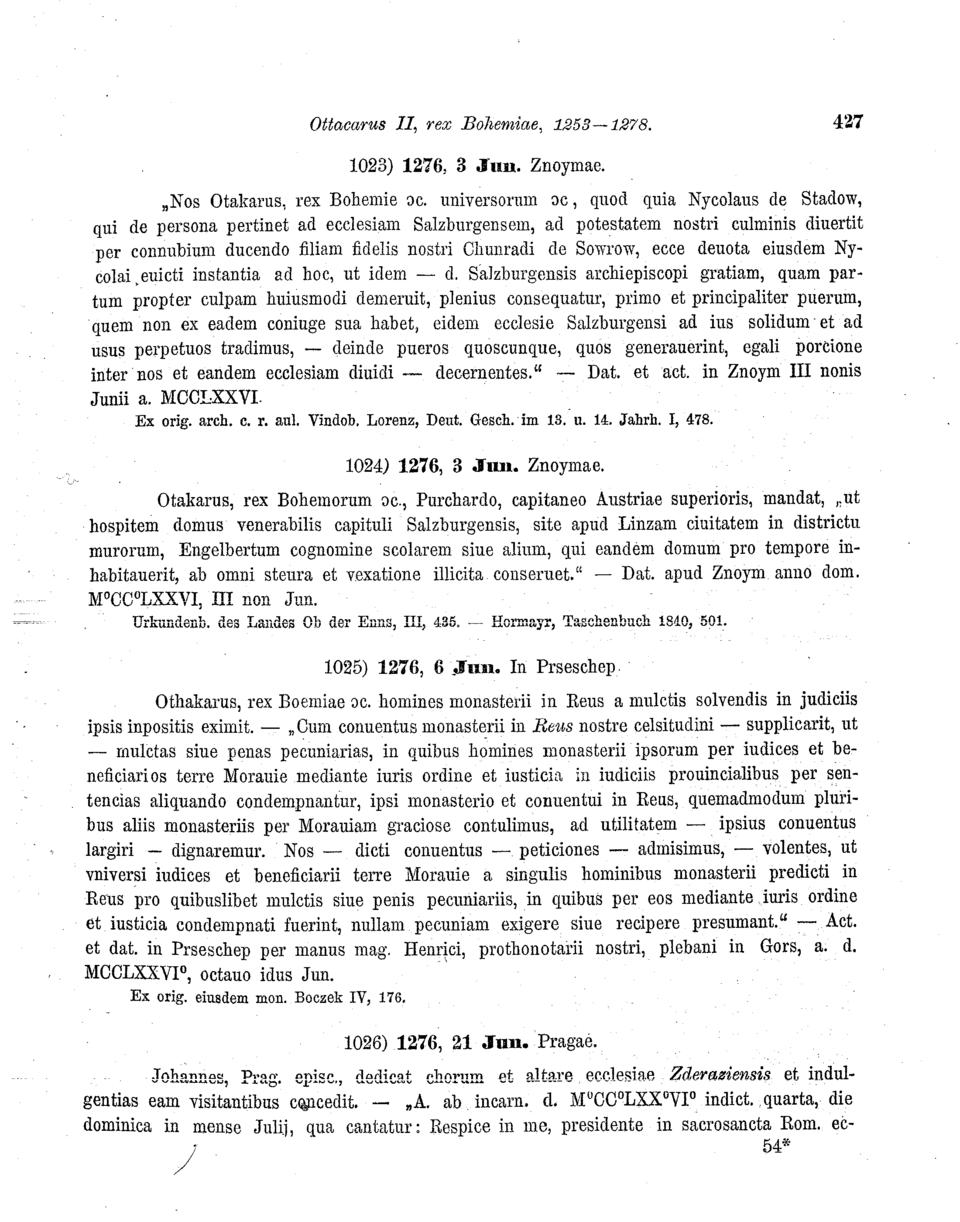 Ottacarus II, rex Bohemiae, 1253—1278. 427
1023) 1276, 3 Jun. Znoymae.
„Nos Otakarus, rex Bohemie ɔc. universorum ɔc, quod quia Nycolaus de Stadow,
qui de persona pertinet ad ecclesiam Salzburgensem, ad potestatem nostri culminis diuertit
per connubium ducendo filiam fidelis nostri Chunradi de Sowrow, ecce deuota eiusdem Ny-
colai euicti instantia ad hoc, ut idem — d. Salzburgensis archiepiscopi gratiam, quam par-
tum propter culpam huiusmodi demeruit, plenius consequatur, primo et principaliter puerum,
quem non ex eadem coniuge sua habet, eidem ecclesie Salzburgensi ad ius solidum et ad
usus perpetuos tradimus, — deinde pueros quoscunque, quos generauerint, egali porcione
inter nos et eandem ecclesiam diuidi — decernentes.“ — Dat. et act. in Znoym III nonis
Junii a. MCCLXXVI.
Ex orig. arch. c. r. aul. Vindob. Lorenz, Deut. Gesch. im 13. u. 14. Jahrh. I, 478.
1024) 1276, 3 Jun. Znoymae.
Otakarus, rex Bohemorum ɔc., Purchardo, capitaneo Austriae superioris, mandat, „ut
hospitem domus venerabilis capituli Salzburgensis, site apud Linzam ciuitatem in districtu
murorum, Engelbertum cognomine scolarem siue alium, qui eandem domum pro tempore in-
habitauerit, ab omni steura et vexatione illicita conseruet.“ — Dat. apud Znoym anno dom.
M⁰CC⁰LXXVI, III non Jun.
Urkundenb. des Landes Ob der Enns, III, 435. — Hormayr, Taschenbuch 1840, 501.
1025) 1276, 6 Jun. In Prseschep.
Othakarus, rex Boemiae ɔc. homines monasterii in Reus a mulctis solvendis in judiciis
ipsis inpositis eximit. — „Cum conuentus monasterii in Reus nostre celsitudini — supplicarit, ut
— mulctas siue penas pecuniarias, in quibus homines monasterii ipsorum per iudices et be-
neficiarios terre Morauie mediante iuris ordine et iusticia in iudiciis prouincialibus per sen-
tencias aliquando condempnantur, ipsi monasterio et conuentui in Reus, quemadmodum pluri-
bus aliis monasteriis per Morauiam graciose contulimus, ad utilitatem — ipsius conuentus
largiri — dignaremur. Nos — dicti conuentus — peticiones — admisimus, — volentes, ut
vniversi iudices et beneficiarii terre Morauie a singulis hominibus monasterii predicti in
Reus pro quibuslibet mulctis siue penis pecuniariis, in quibus per eos mediante iuris ordine
et iusticia condempnati fuerint, nullam pecuniam exigere siue recipere presumant.“ — Act.
et dat. in Prseschep per manus mag. Henrici, prothonotarii nostri, plebani in Gors, a. d.
MCCLXXVI⁰, octauo idus Jun.
Ex orig. eiusdem mon. Boczek IV, 176.
1026) 1276, 21 Jun. Pragae.
Johannes, Prag. episc., dedicat chorum et altare ecclesiae Zderaziensis et indul-
gentias eam visitantibus concedit. — „A. ab incarn. d. M⁰CC⁰LXX⁰VI⁰ indict. quarta, die
dominica in mense Julij, qua cantatur: Respice in me, presidente in sacrosancta Rom. ec-
54*